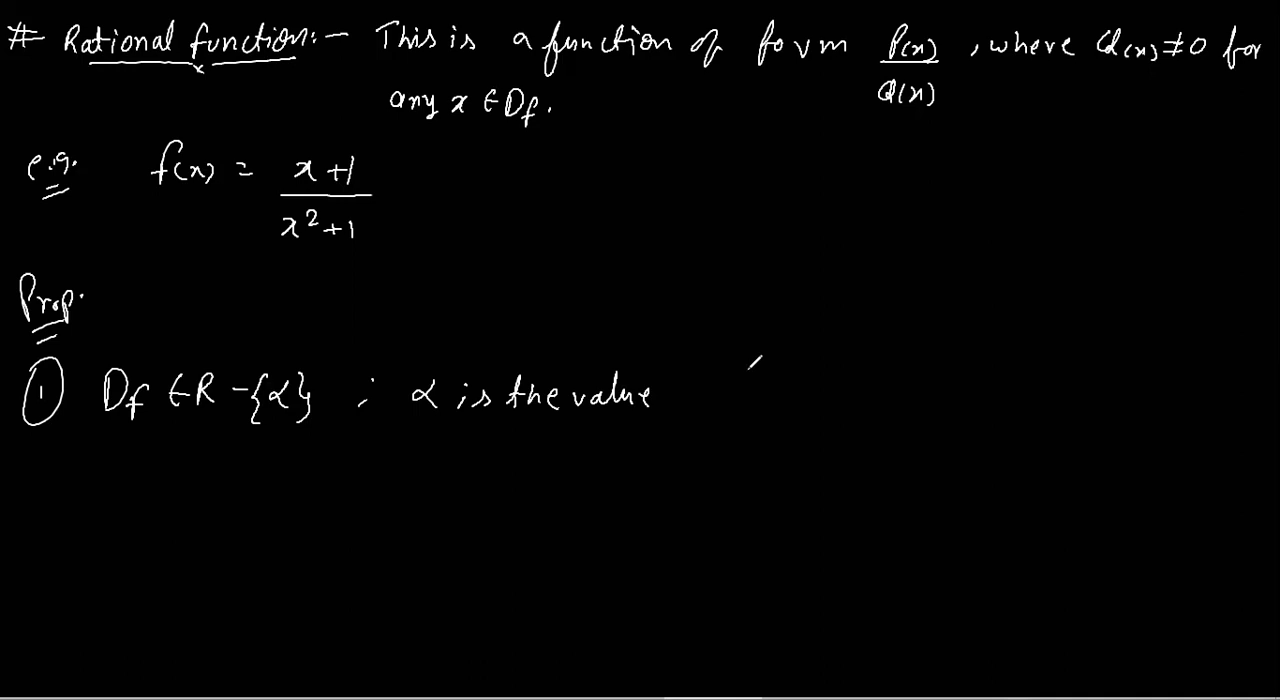 # Rational function:- This is a function of form P(x)/Q(x), where Q(x)≠0 for
any x ∈ Df.
e.g. f(x) = (x+1)/(x²+1)
Prop.
① Df ∈ R - {α} ; α is the value